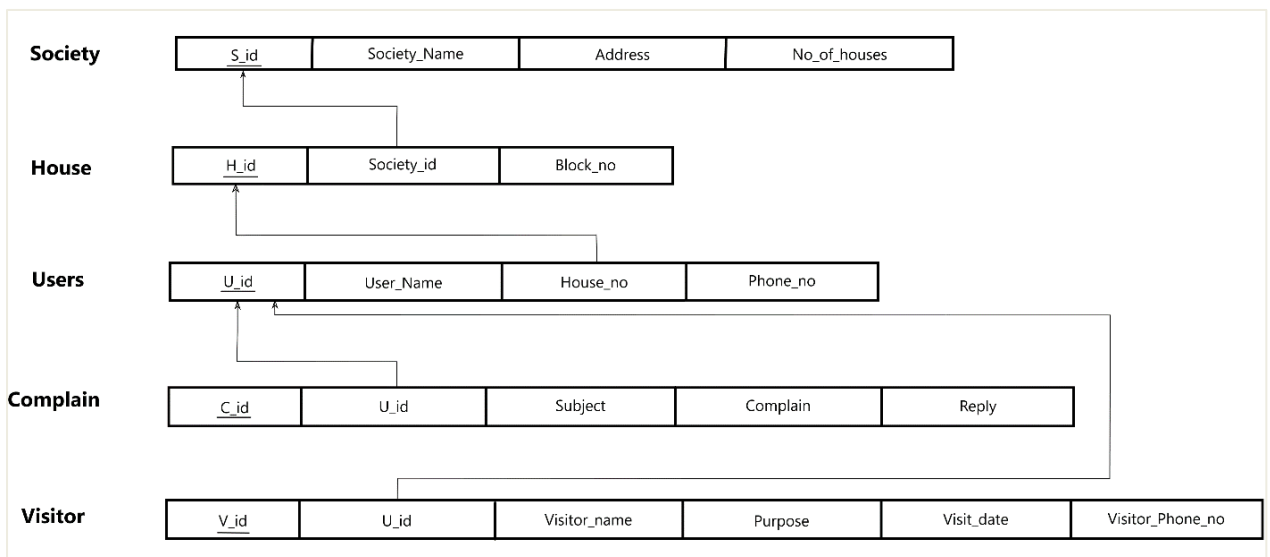 Society S_id Society_Name Address No_of_houses
House H_id Society_id Block_no
Users U_id User_Name House_no Phone_no
Complain C_id U_id Subject Complain Reply
Visitor V_id U_id Visitor_name Purpose Visit_date Visitor_Phone_no